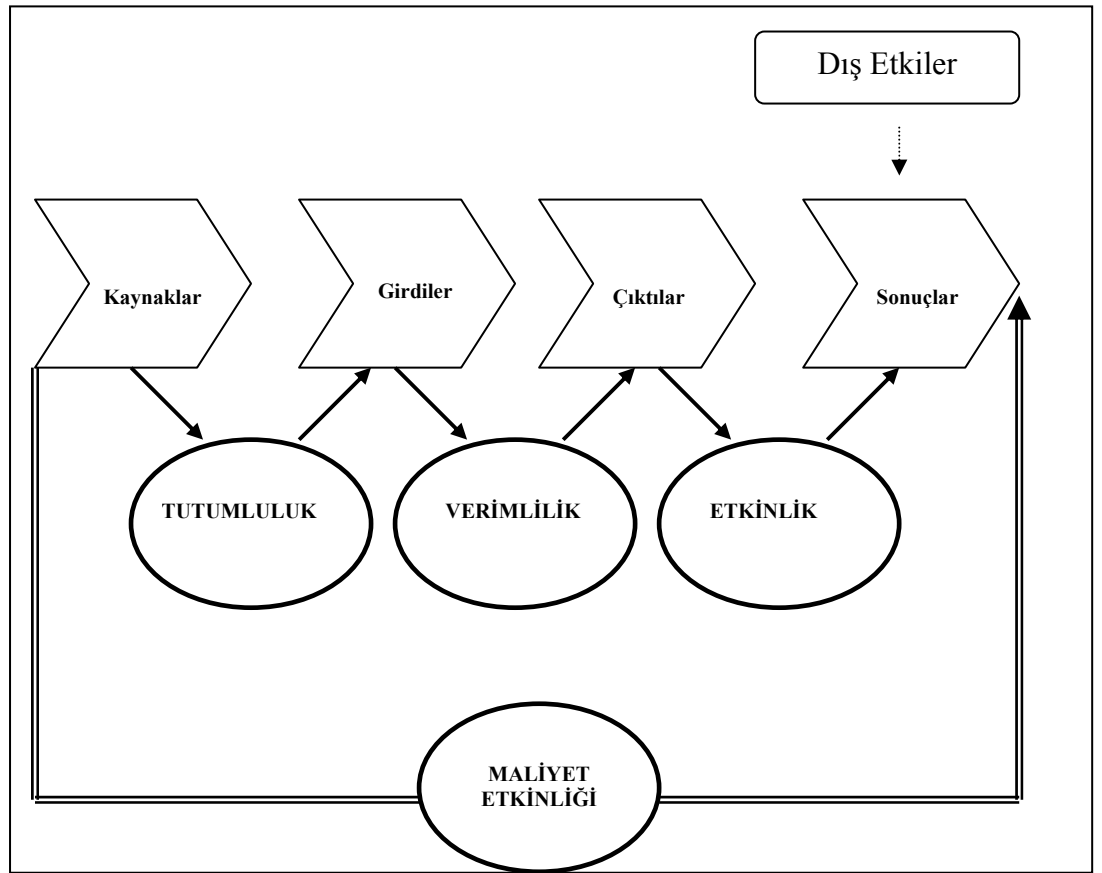 Dış Etkiler
Kaynaklar
Girdiler
Çıktılar
Sonuçlar
TUTUMLULUK
VERİMLİLİK
ETKİNLİK
MALİYET
ETKİNLİĞİ